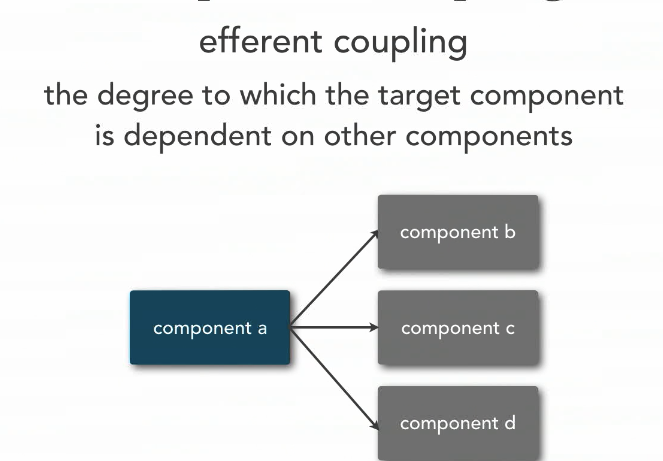 efferent coupling
the degree to which the target component
is dependent on other components
component b
component a
component c
component d